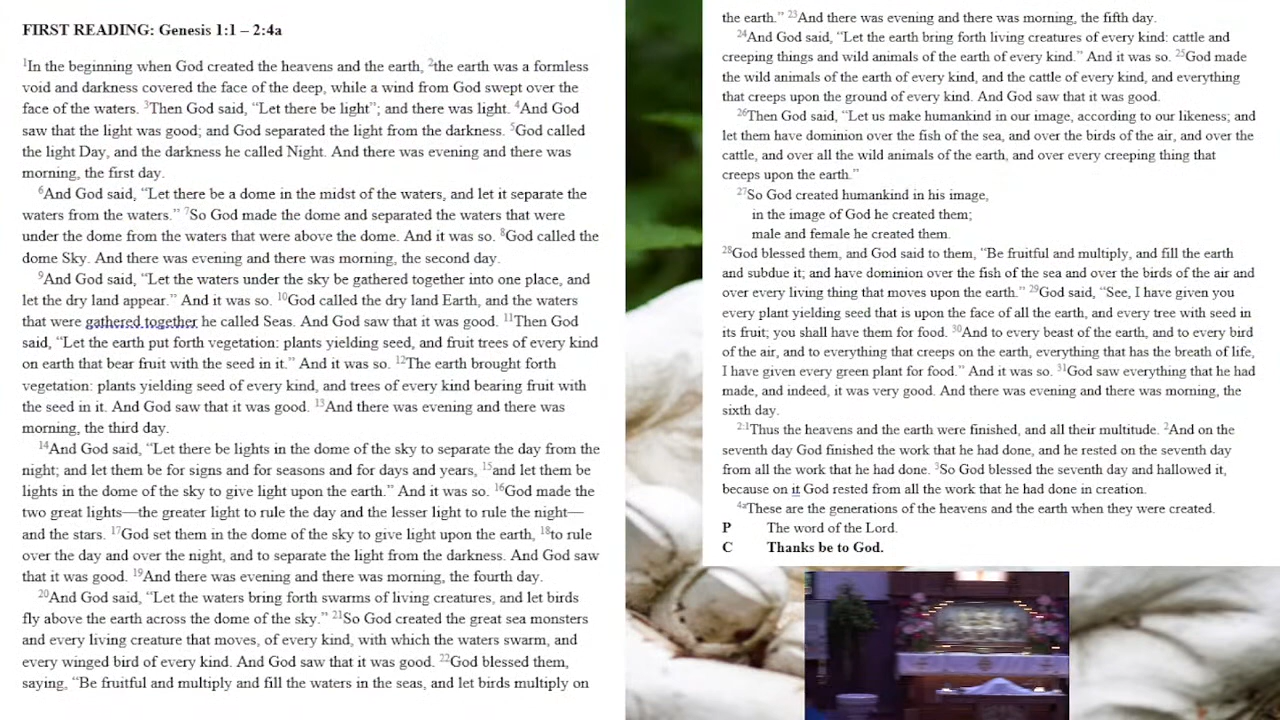 FIRST READING: Genesis 1:1 – 2:4a
1In the beginning when God created the heavens and the earth, 2the earth was a formless
void and darkness covered the face of the deep, while a wind from God swept over the
face of the waters. 3Then God said, “Let there be light”; and there was light. 4And God
saw that the light was good; and God separated the light from the darkness. 5God called
the light Day, and the darkness he called Night. And there was evening and there was
morning, the first day.
6And God said, “Let there be a dome in the midst of the waters, and let it separate the
waters from the waters.” 7So God made the dome and separated the waters that were
under the dome from the waters that were above the dome. And it was so. 8God called the
dome Sky. And there was evening and there was morning, the second day.
9And God said, “Let the waters under the sky be gathered together into one place, and
let the dry land appear.” And it was so. 10God called the dry land Earth, and the waters
that were gathered together he called Seas. And God saw that it was good. 11Then God
said, “Let the earth put forth vegetation: plants yielding seed, and fruit trees of every kind
on earth that bear fruit with the seed in it.” And it was so. 12The earth brought forth
vegetation: plants yielding seed of every kind, and trees of every kind bearing fruit with
the seed in it. And God saw that it was good. 13And there was evening and there was
morning, the third day.
14And God said, “Let there be lights in the dome of the sky to separate the day from the
night; and let them be for signs and for seasons and for days and years, 15and let them be
lights in the dome of the sky to give light upon the earth.” And it was so. 16God made the
two great lights—the greater light to rule the day and the lesser light to rule the night—
and the stars. 17God set them in the dome of the sky to give light upon the earth, 18to rule
over the day and over the night, and to separate the light from the darkness. And God saw
that it was good. 19And there was evening and there was morning, the fourth day.
20And God said, “Let the waters bring forth swarms of living creatures, and let birds
fly above the earth across the dome of the sky.” 21So God created the great sea monsters
and every living creature that moves, of every kind, with which the waters swarm, and
every winged bird of every kind. And God saw that it was good. 22God blessed them,
saying, “Be fruitful and multiply and fill the waters in the seas, and let birds multiply on
the earth.” 23And there was evening and there was morning, the fifth day.
24And God said, “Let the earth bring forth living creatures of every kind: cattle and
creeping things and wild animals of the earth of every kind.” And it was so. 25God made
the wild animals of the earth of every kind, and the cattle of every kind, and everything
that creeps upon the ground of every kind. And God saw that it was good.
26Then God said, “Let us make humankind in our image, according to our likeness; and
let them have dominion over the fish of the sea, and over the birds of the air, and over the
cattle, and over all the wild animals of the earth, and over every creeping thing that
creeps upon the earth.”
27So God created humankind in his image,
in the image of God he created them;
male and female he created them.
28God blessed them, and God said to them, “Be fruitful and multiply, and fill the earth
and subdue it; and have dominion over the fish of the sea and over the birds of the air and
over every living thing that moves upon the earth.” 29God said, “See, I have given you
every plant yielding seed that is upon the face of all the earth, and every tree with seed in
its fruit; you shall have them for food. 30And to every beast of the earth, and to every bird
of the air, and to everything that creeps on the earth, everything that has the breath of life,
I have given every green plant for food.” And it was so. 31God saw everything that he had
made, and indeed, it was very good. And there was evening and there was morning, the
sixth day.
2:1Thus the heavens and the earth were finished, and all their multitude. 2And on the
seventh day God finished the work that he had done, and he rested on the seventh day
from all the work that he had done. 3So God blessed the seventh day and hallowed it,
because on it God rested from all the work that he had done in creation.
4aThese are the generations of the heavens and the earth when they were created.
P The word of the Lord.
C Thanks be to God.